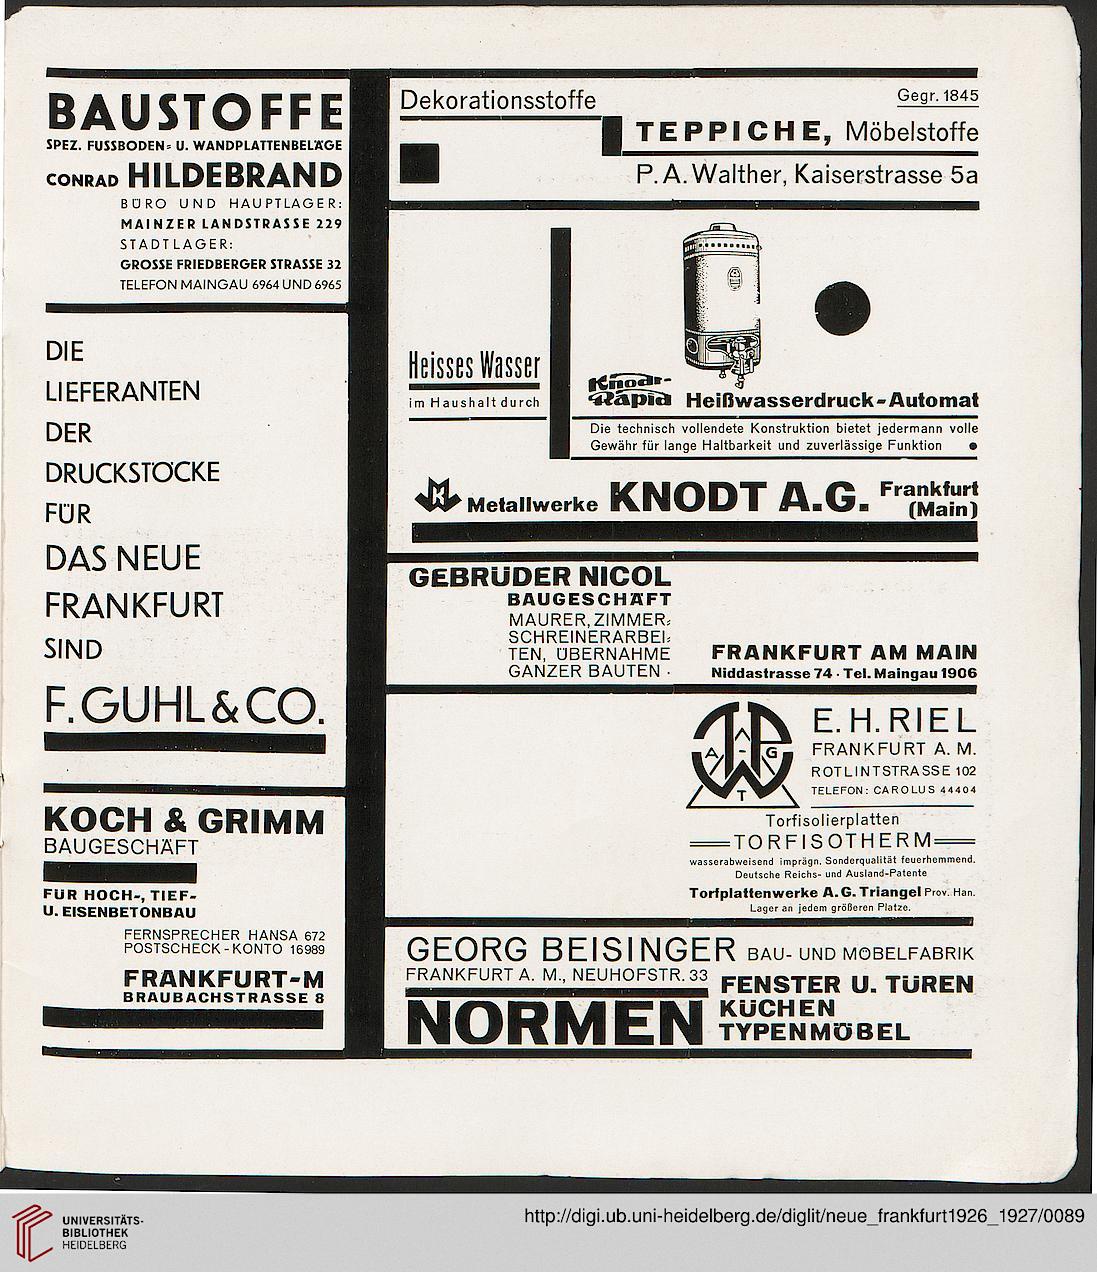 BAUSTOFFE
SPEZ. FUSSBODEN- U. WANDPLATTENBELÄGE
CONRAD HILDEBRAND
BÜRO UND HAUPTLAGER:
MAINZER LANDSTRASSE 229
STADTLAGER:
GROSSE FRIEDBERGER STRASSE 32
TELEFON MAINGAU 6964 UND 6965
DIE
LIEFERANTEN
DER
DRUCKSTÖCKE
FÜR
DAS NEUE
FRANKFURT
SIND
F. GUHL & CO.
KOCH & GRIMM
BAUGESCHÄFT
FÜR HOCH-, TIEF-
U. EISENBETONBAU
FERNSPRECHER HANSA 672
POSTSCHECK-KONTO 16989
FRANKFURT-M
BRAUBACHSTRASSE 8
Dekorationsstoffe
Gegr. 1845
TEPPICHE, Möbelstoffe
P. A. Walther, Kaiserstrasse 5a
Heisses Wasser
im Haushalt durch
Knodt-
Rapid Heißwasserdruck-Automat
Die technisch vollendete Konstruktion bietet jedermann volle
Gewähr für lange Haltbarkeit und zuverlässige Funktion
K Metallwerke KNODT A.G. Frankfurt
(Main)
GEBRÜDER NICOL
BAUGESCHÄFT
MAURER, ZIMMER-
SCHREINERARBEI-
TEN, ÜBERNAHME
GANZER BAUTEN ·
FRANKFURT AM MAIN
Niddastrasse 74 · Tel. Maingau 1906
TPW
A - G
T
E. H. RIEL
FRANKFURT A. M.
ROTLINTSTRASSE 102
TELEFON: CAROLUS 44404
Torfisolierplatten
TORFISOTHERM
wasserabweisend imprägn. Sonderqualität feuerhemmend.
Deutsche Reichs- und Ausland-Patente
Torfplattenwerke A. G. Triangel Prov. Han.
Lager an jedem größeren Platze.
GEORG BEISINGER BAU- UND MÖBELFABRIK
FRANKFURT A. M., NEUHOFSTR. 33
NORMEN
FENSTER U. TÜREN
KÜCHEN
TYPENMÖBEL
UNIVERSITÄTS-
BIBLIOTHEK
HEIDELBERG
http://digi.ub.uni-heidelberg.de/diglit/neue_frankfurt1926_1927/0089